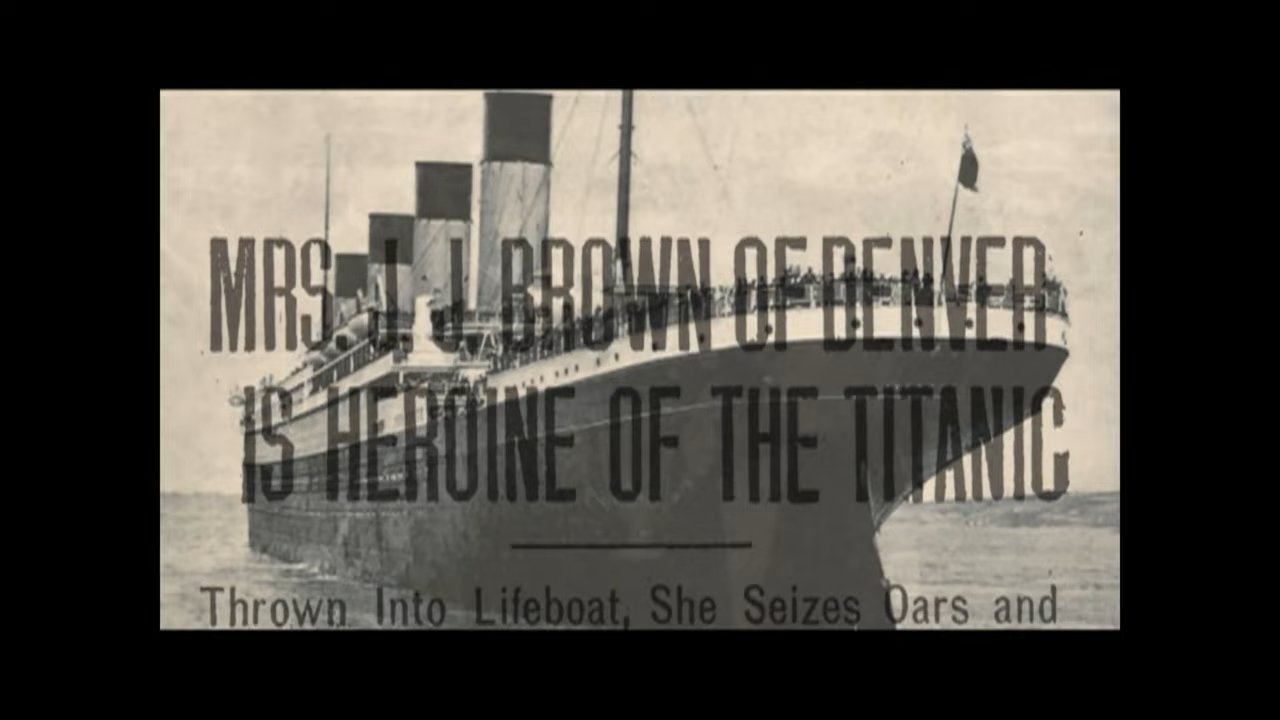 MRS J. J. BROWN OF DENVER
IS HEROINE OF THE TITANIC
Thrown Into Lifeboat, She Seizes Oars and